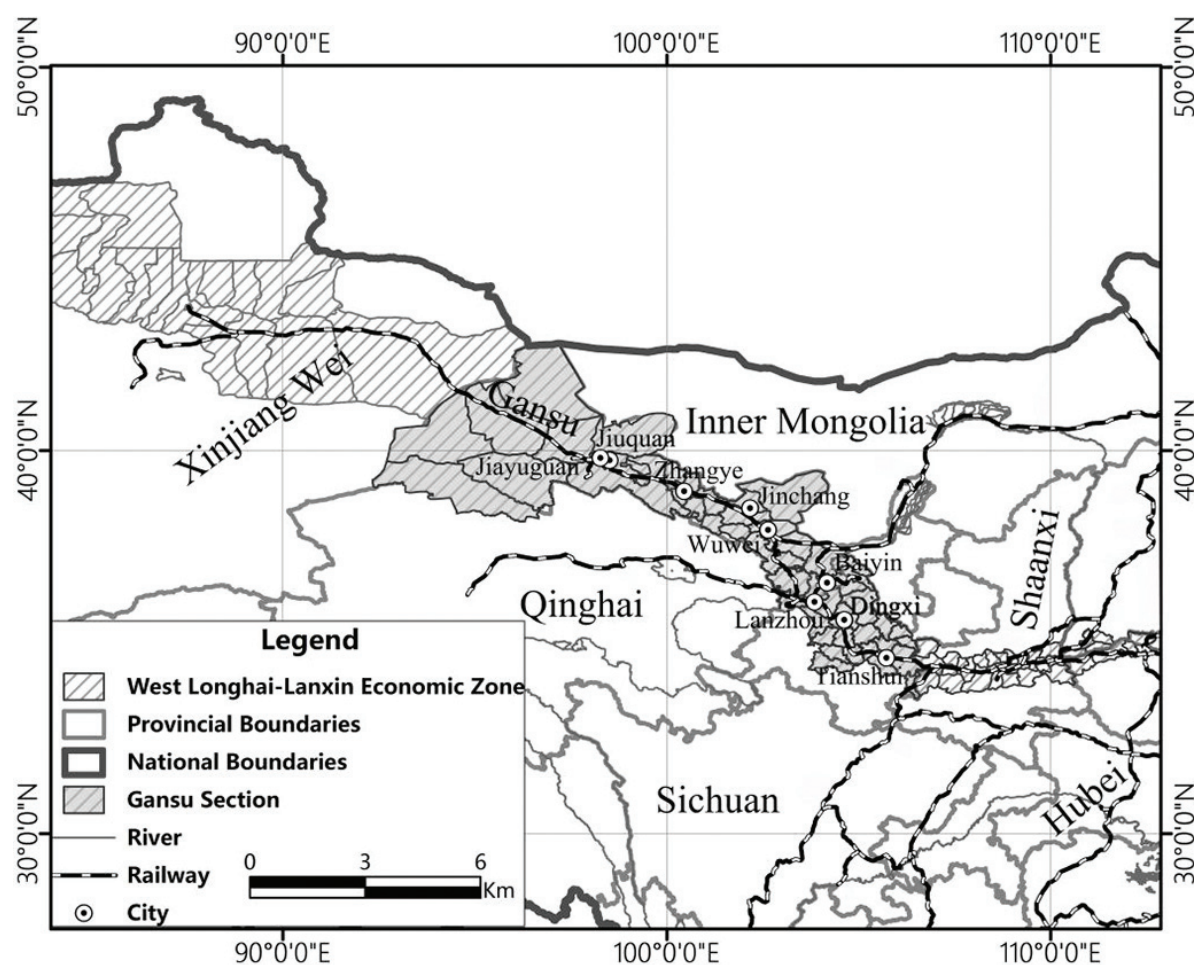 90°0'0"E 100°0'0"E 110°0'0"E
50°0'0"N 50°0'0"N
Xinjiang Wei
Gansu
Inner Mongolia
Jiuquan
40°0'0"N 40°0'0"N
Jiayuguan
Zhangye
Jinchang
Wuwei
Baiyin
Shaanxi
Qinghai
Lanzhou
Dingxi
Tianshui
Sichuan
Hubei
30°0'0"N 30°0'0"N
Legend
West Longhai-Lanxin Economic Zone
Provincial Boundaries
National Boundaries
Gansu Section
River
Railway
City
0 3 6
Km
90°0'0"E 100°0'0"E 110°0'0"E